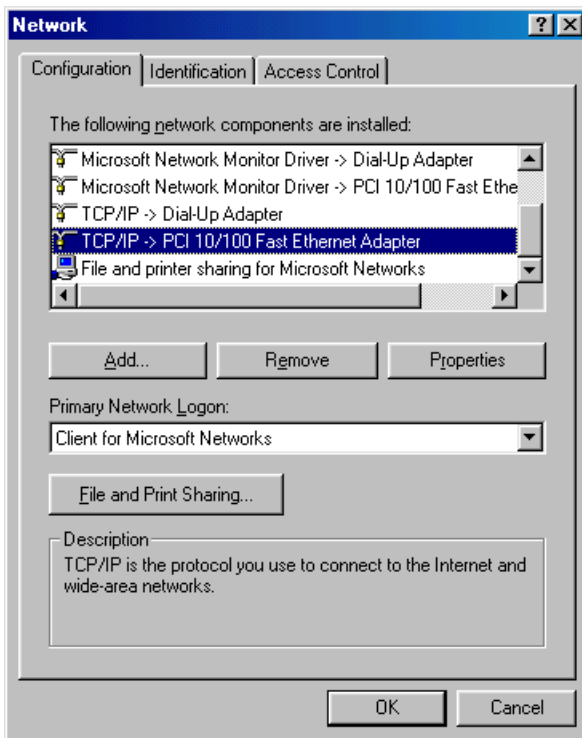 Network
Configuration Identification Access Control
The following network components are installed:
Microsoft Network Monitor Driver -> Dial-Up Adapter
Microsoft Network Monitor Driver -> PCI 10/100 Fast Ethe
TCP/IP -> Dial-Up Adapter
TCP/IP -> PCI 10/100 Fast Ethernet Adapter
File and printer sharing for Microsoft Networks
Add... Remove Properties
Primary Network Logon:
Client for Microsoft Networks
File and Print Sharing...
Description
TCP/IP is the protocol you use to connect to the Internet and
wide-area networks.
OK Cancel